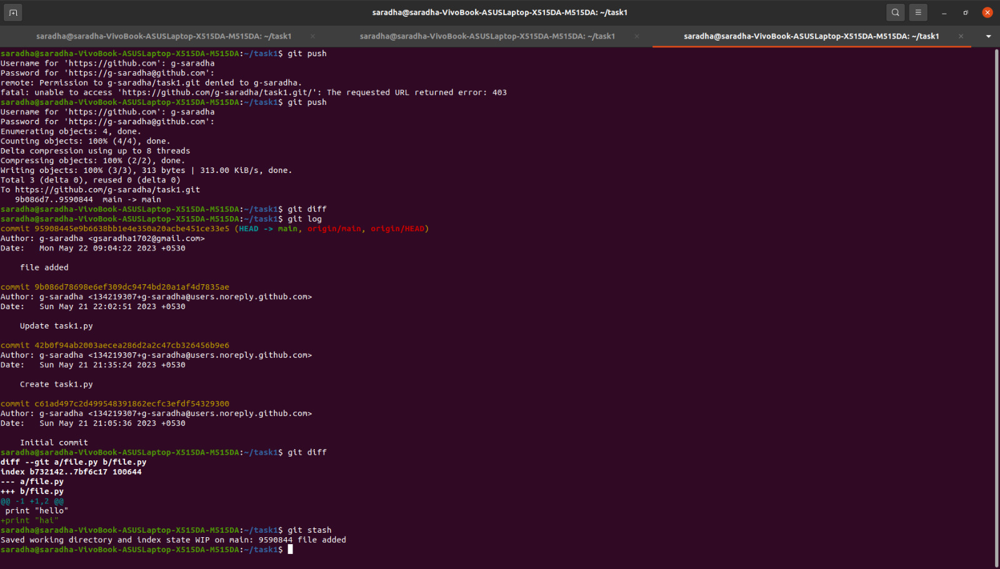 saradha@saradha-VivoBook-ASUSLaptop-X515DA-M515DA: ~/task1
saradha@saradha-VivoBook-ASUSLaptop-X515DA-M515DA: ~/task1 × saradha@saradha-VivoBook-ASUSLaptop-X515DA-M515DA: ~/task1 × saradha@saradha-VivoBook-ASUSLaptop-X515DA-M515DA: ~/task1 ×
saradha@saradha-VivoBook-ASUSLaptop-X515DA-M515DA:~/task1$ git push
Username for 'https://github.com': g-saradha
Password for 'https://g-saradha@github.com':
remote: Permission to g-saradha/task1.git denied to g-saradha.
fatal: unable to access 'https://github.com/g-saradha/task1.git/': The requested URL returned error: 403
saradha@saradha-VivoBook-ASUSLaptop-X515DA-M515DA:~/task1$ git push
Username for 'https://github.com': g-saradha
Password for 'https://g-saradha@github.com':
Enumerating objects: 4, done.
Counting objects: 100% (4/4), done.
Delta compression using up to 8 threads
Compressing objects: 100% (2/2), done.
Writing objects: 100% (3/3), 313 bytes | 313.00 KiB/s, done.
Total 3 (delta 0), reused 0 (delta 0)
To https://github.com/g-saradha/task1.git
   9b086d7..9590844  main -> main
saradha@saradha-VivoBook-ASUSLaptop-X515DA-M515DA:~/task1$ git diff
saradha@saradha-VivoBook-ASUSLaptop-X515DA-M515DA:~/task1$ git log
commit 95908445e9b6638bb1e4e350a20acbe451ce33e5 (HEAD -> main, origin/main, origin/HEAD)
Author: g-saradha <gsaradha1702@gmail.com>
Date:   Mon May 22 09:04:22 2023 +0530
    file added
commit 9b086d78698e6ef309dc9474bd20a1af4d7835ae
Author: g-saradha <134219307+g-saradha@users.noreply.github.com>
Date:   Sun May 21 22:02:51 2023 +0530
    Update task1.py
commit 42b0f94ab2003aecea286d2a2c47cb326456b9e6
Author: g-saradha <134219307+g-saradha@users.noreply.github.com>
Date:   Sun May 21 21:35:24 2023 +0530
    Create task1.py
commit c61ad497c2d499548391862ecfc3efdf54329300
Author: g-saradha <134219307+g-saradha@users.noreply.github.com>
Date:   Sun May 21 21:05:36 2023 +0530
    Initial commit
saradha@saradha-VivoBook-ASUSLaptop-X515DA-M515DA:~/task1$ git diff
diff --git a/file.py b/file.py
index b732142..7bf6c17 100644
--- a/file.py
+++ b/file.py
@@ -1 +1,2 @@
 print "hello"
+print "hai"
saradha@saradha-VivoBook-ASUSLaptop-X515DA-M515DA:~/task1$ git stash
Saved working directory and index state WIP on main: 9590844 file added
saradha@saradha-VivoBook-ASUSLaptop-X515DA-M515DA:~/task1$